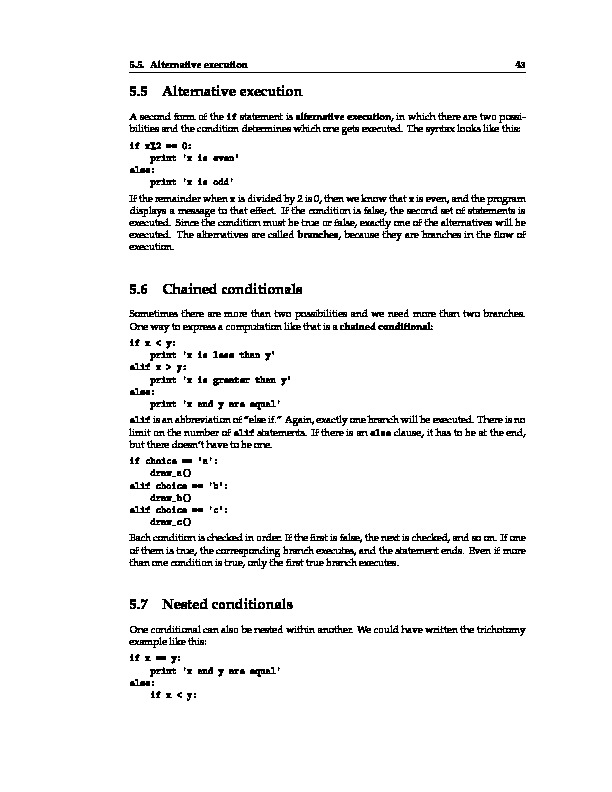 5.5. Alternative execution 43
5.5 Alternative execution
A second form of the if statement is alternative execution, in which there are two possi-
bilities and the condition determines which one gets executed. The syntax looks like this:
if x%2 == 0:
    print 'x is even'
else:
    print 'x is odd'
If the remainder when x is divided by 2 is 0, then we know that x is even, and the program
displays a message to that effect. If the condition is false, the second set of statements is
executed. Since the condition must be true or false, exactly one of the alternatives will be
executed. The alternatives are called branches, because they are branches in the flow of
execution.
5.6 Chained conditionals
Sometimes there are more than two possibilities and we need more than two branches.
One way to express a computation like that is a chained conditional:
if x < y:
    print 'x is less than y'
elif x > y:
    print 'x is greater than y'
else:
    print 'x and y are equal'
elif is an abbreviation of “else if.” Again, exactly one branch will be executed. There is no
limit on the number of elif statements. If there is an else clause, it has to be at the end,
but there doesn’t have to be one.
if choice == 'a':
    draw_a()
elif choice == 'b':
    draw_b()
elif choice == 'c':
    draw_c()
Each condition is checked in order. If the first is false, the next is checked, and so on. If one
of them is true, the corresponding branch executes, and the statement ends. Even if more
than one condition is true, only the first true branch executes.
5.7 Nested conditionals
One conditional can also be nested within another. We could have written the trichotomy
example like this:
if x == y:
    print 'x and y are equal'
else:
    if x < y: